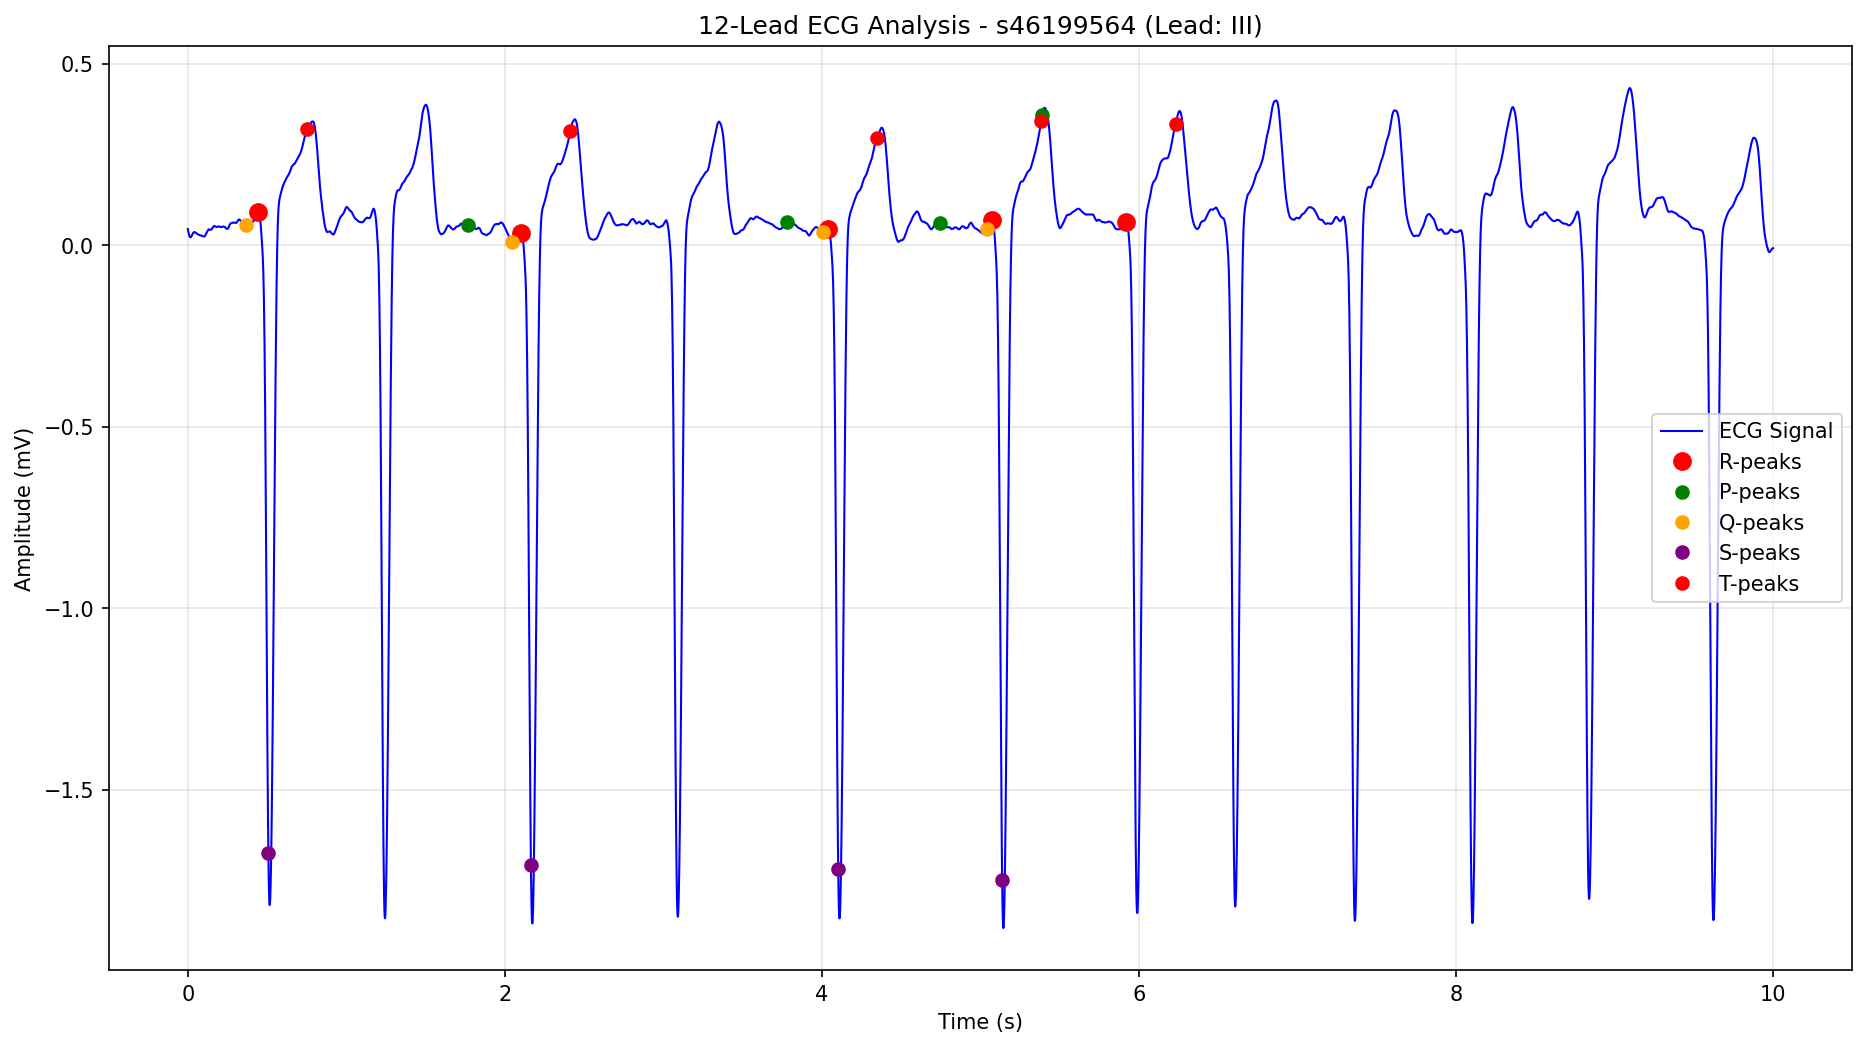 12-Lead ECG Analysis - s46199564 (Lead: III)
Amplitude (mV)
0.5
0.0
−0.5
−1.0
−1.5
ECG Signal
R-peaks
P-peaks
Q-peaks
S-peaks
T-peaks
0 2 4 6 8 10
Time (s)